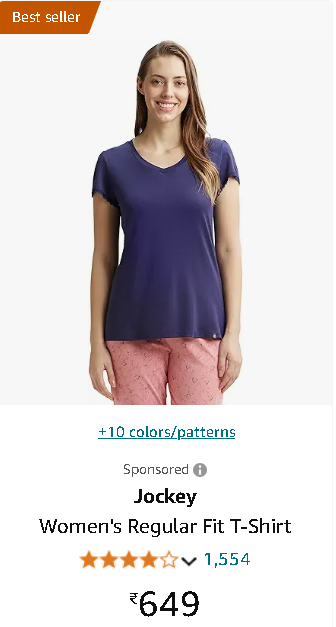 Best seller
+10 colors/patterns
Sponsored
Jockey
Women's Regular Fit T-Shirt
1,554
₹649